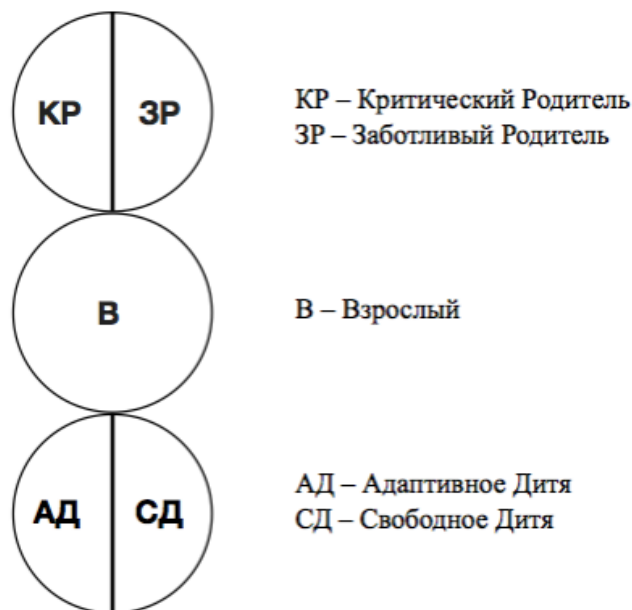 КР ЗР
КР – Критический Родитель
ЗР – Заботливый Родитель
В
В – Взрослый
АД СД
АД – Адаптивное Дитя
СД – Свободное Дитя